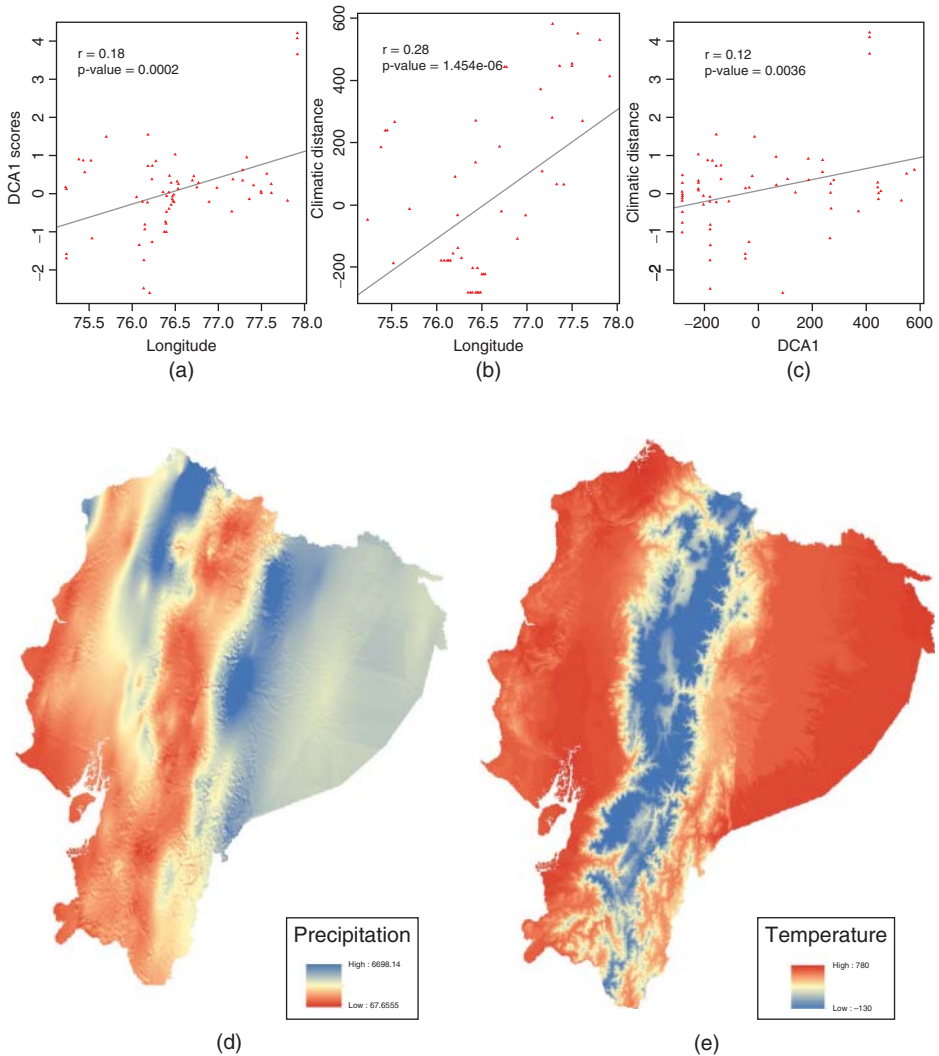 r = 0.18
p-value = 0.0002
DCA1 scores
4
3
2
1
0
−1
−2
75.5 76.0 76.5 77.0 77.5 78.0
Longitude
(a)
r = 0.28
p-value = 1.454e-06
Climatic distance
600
400
200
0
−200
75.5 76.0 76.5 77.0 77.5 78.0
Longitude
(b)
r = 0.12
p-value = 0.0036
Climatic distance
4
3
2
1
0
−1
−2
−200 0 200 400 600
DCA1
(c)
Precipitation
High : 6698.14
Low : 67.6555
(d)
Temperature
High : 780
Low : −130
(e)